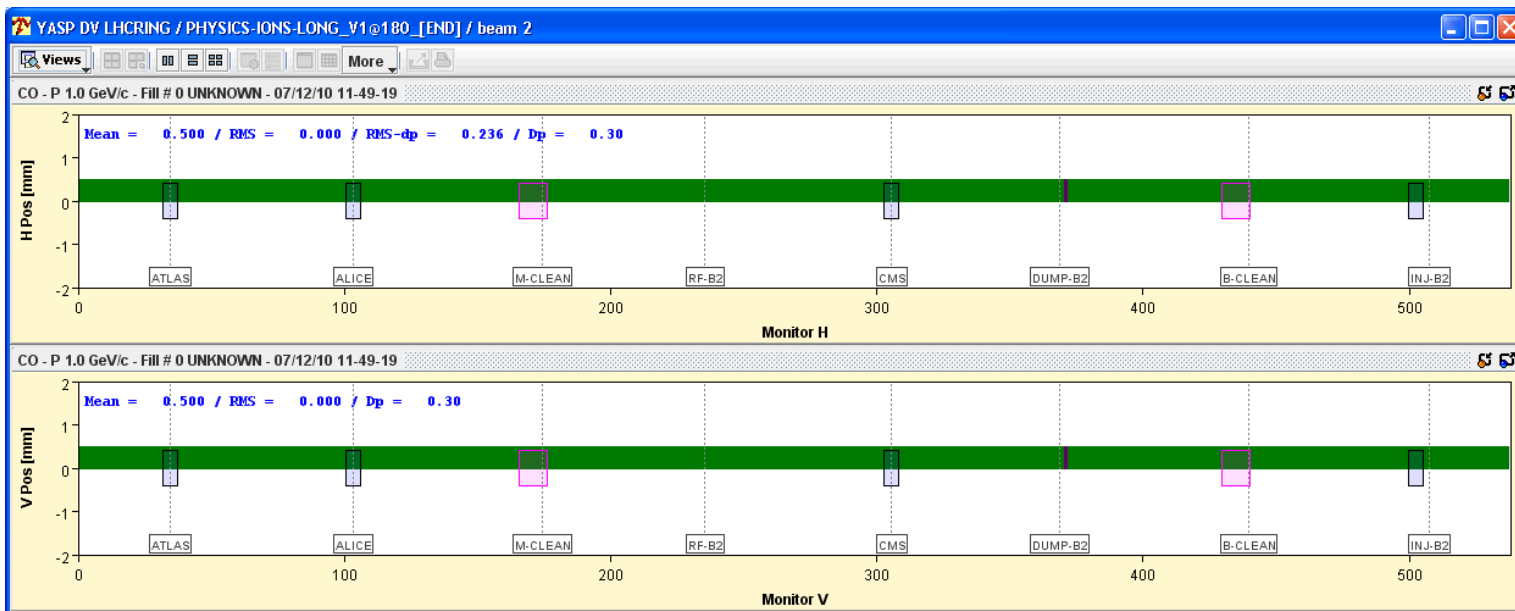 YASP DV LHCRING / PHYSICS-IONS-LONG_V1@180_[END] / beam 2
Views More
CO - P 1.0 GeV/c - Fill # 0 UNKNOWN - 07/12/10 11-49-19
Mean = 0.500 / RMS = 0.000 / RMS-dp = 0.236 / Dp = 0.30
2
1
0
-1
-2
H Pos [mm]
ATLAS ALICE M-CLEAN RF-B2 CMS DUMP-B2 B-CLEAN INJ-B2
0 100 200 300 400 500
Monitor H
CO - P 1.0 GeV/c - Fill # 0 UNKNOWN - 07/12/10 11-49-19
Mean = 0.500 / RMS = 0.000 / Dp = 0.30
2
1
0
-1
-2
V Pos [mm]
ATLAS ALICE M-CLEAN RF-B2 CMS DUMP-B2 B-CLEAN INJ-B2
0 100 200 300 400 500
Monitor V